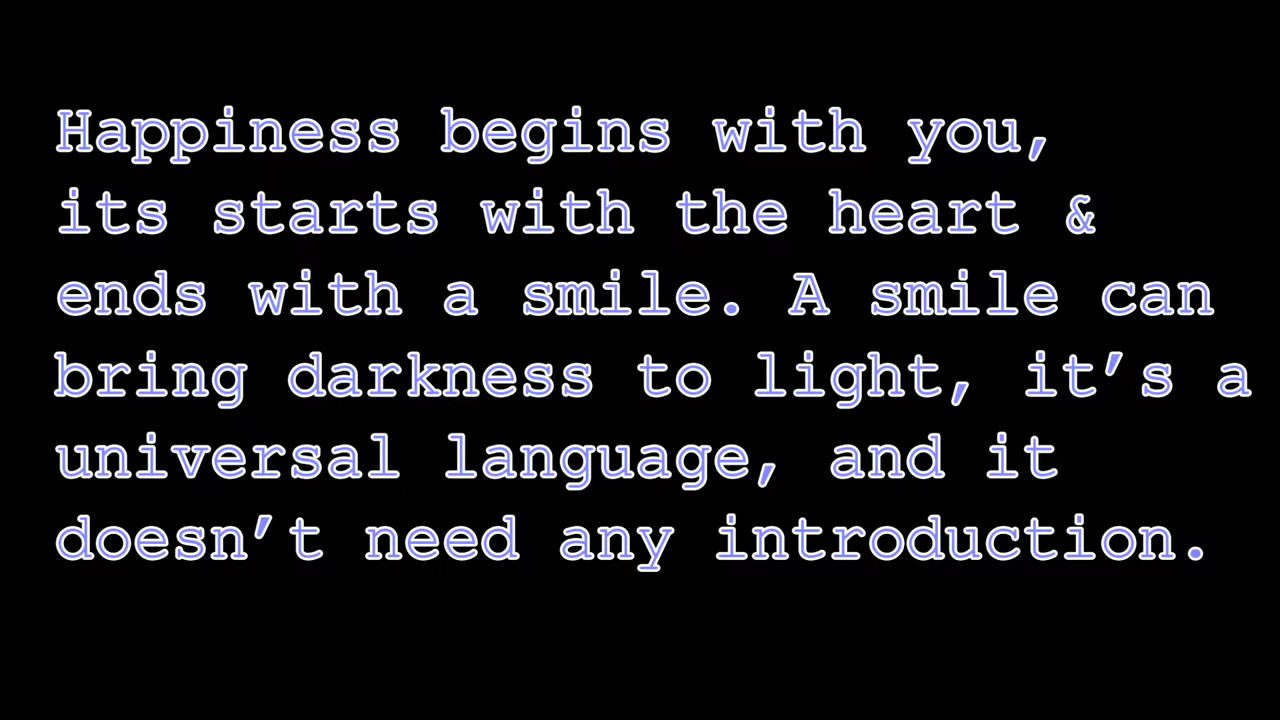 Happiness begins with you,
its starts with the heart &
ends with a smile. A smile can
bring darkness to light, it’s a
universal language, and it
doesn’t need any introduction.